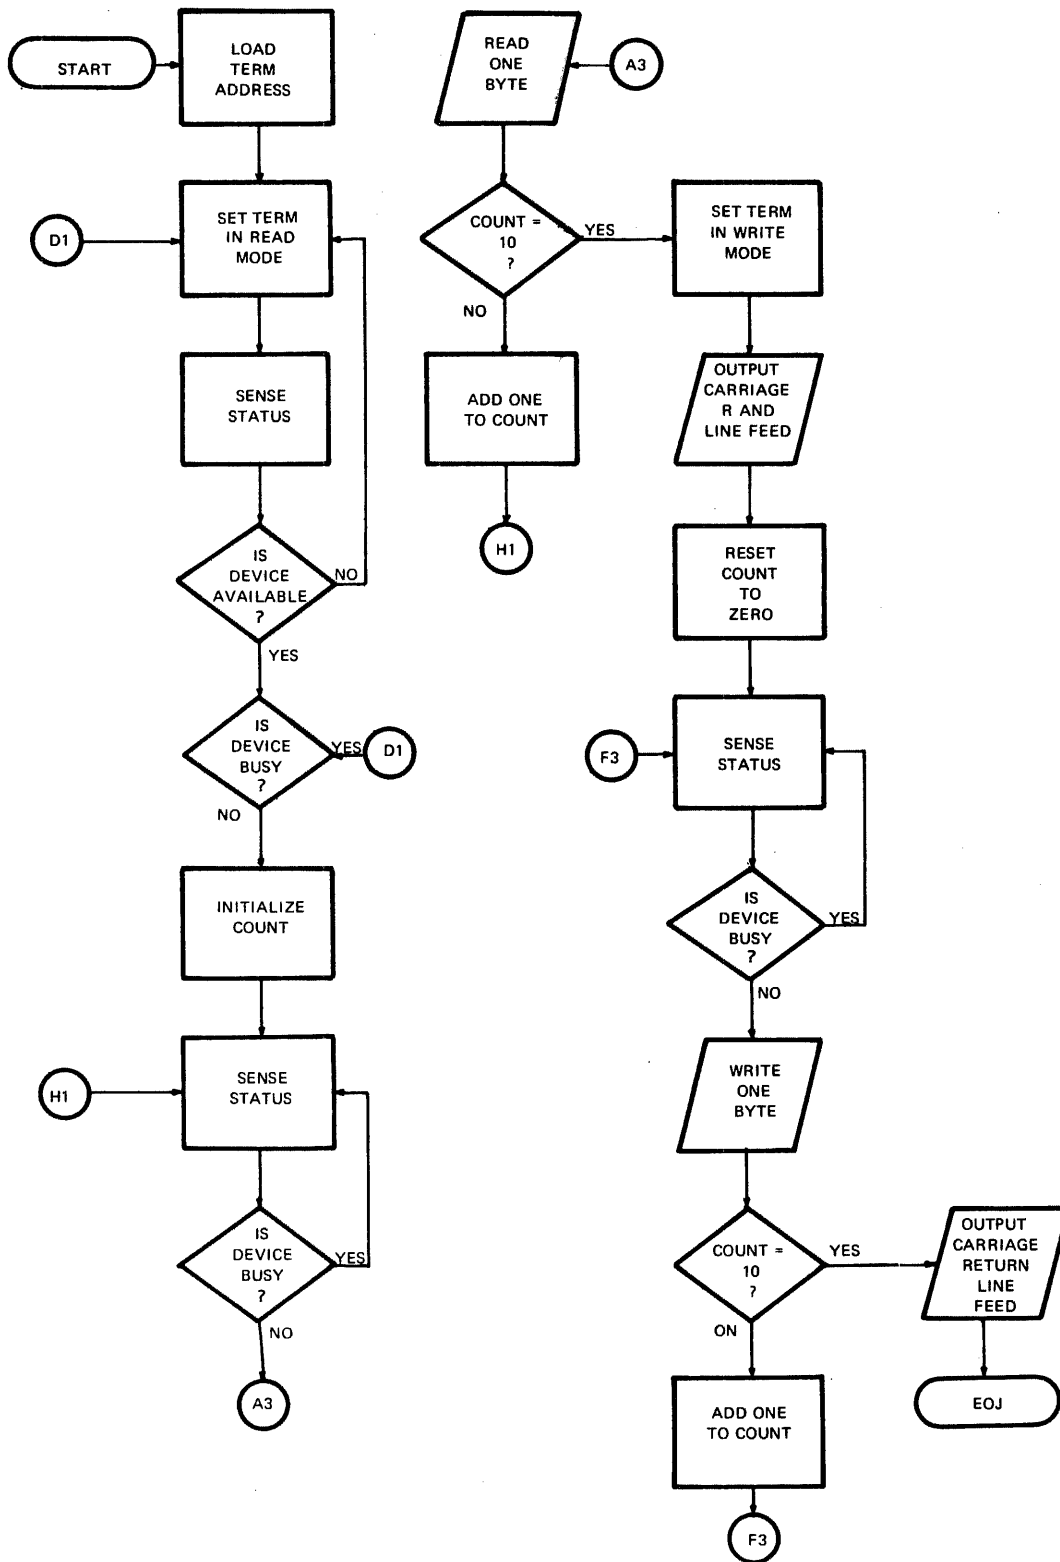 START
LOAD
TERM
ADDRESS
D1
SET TERM
IN READ
MODE
SENSE
STATUS
IS
DEVICE
AVAILABLE
?
NO
YES
IS
DEVICE
BUSY
?
YES
D1
NO
INITIALIZE
COUNT
H1
SENSE
STATUS
IS
DEVICE
BUSY
?
YES
NO
A3
READ
ONE
BYTE
A3
COUNT =
10
?
YES
NO
ADD ONE
TO COUNT
H1
SET TERM
IN WRITE
MODE
OUTPUT
CARRIAGE
R AND
LINE FEED
RESET
COUNT
TO
ZERO
F3
SENSE
STATUS
IS
DEVICE
BUSY
?
YES
NO
WRITE
ONE
BYTE
COUNT =
10
?
YES
ON
OUTPUT
CARRIAGE
RETURN
LINE
FEED
EOJ
ADD ONE
TO COUNT
F3